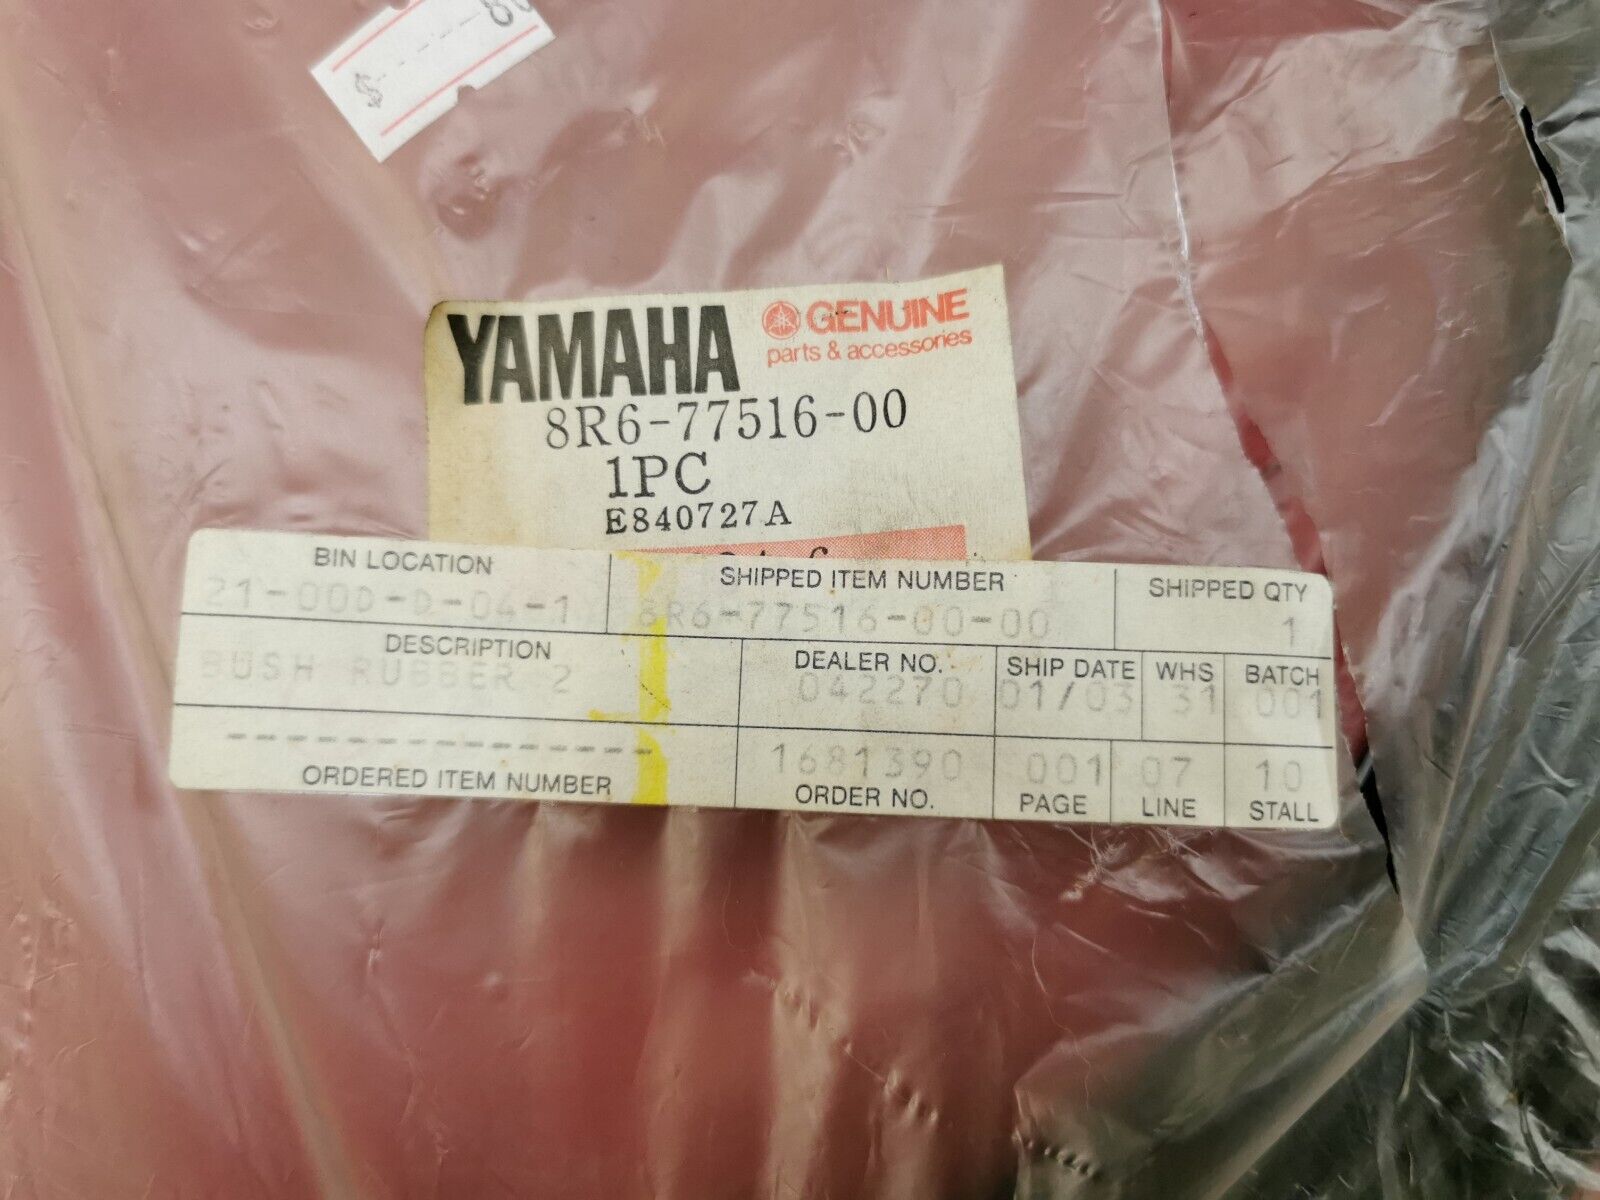 $
YAMAHA
GENUINE
parts & accessories
8R6-77516-00
1PC
E840727A
BIN LOCATION
21-00D-D-04-1
SHIPPED ITEM NUMBER
8R6-77516-00-00
SHIPPED QTY
1
DESCRIPTION
BUSH RUBBER 2
DEALER NO.
042270
SHIP DATE
01/03
WHS
31
BATCH
001
---------------
ORDERED ITEM NUMBER
1681390
ORDER NO.
001
PAGE
07
LINE
10
STALL